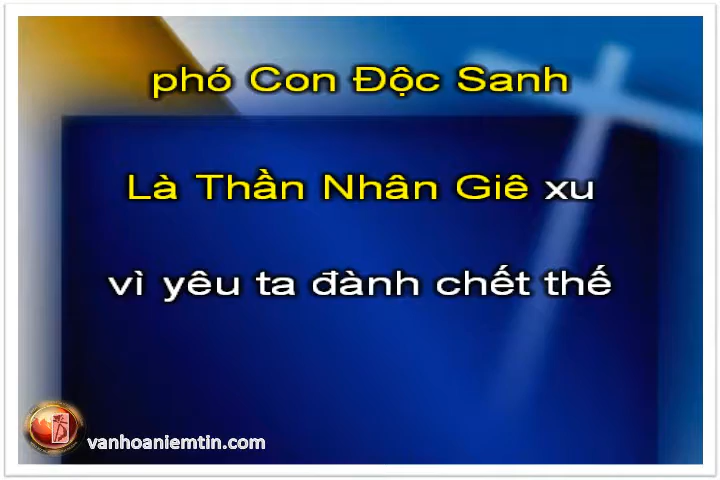 phó Con Độc Sanh
Là Thần Nhân Giê xu
vì yêu ta đành chết thế
vanhoaniemtin.com